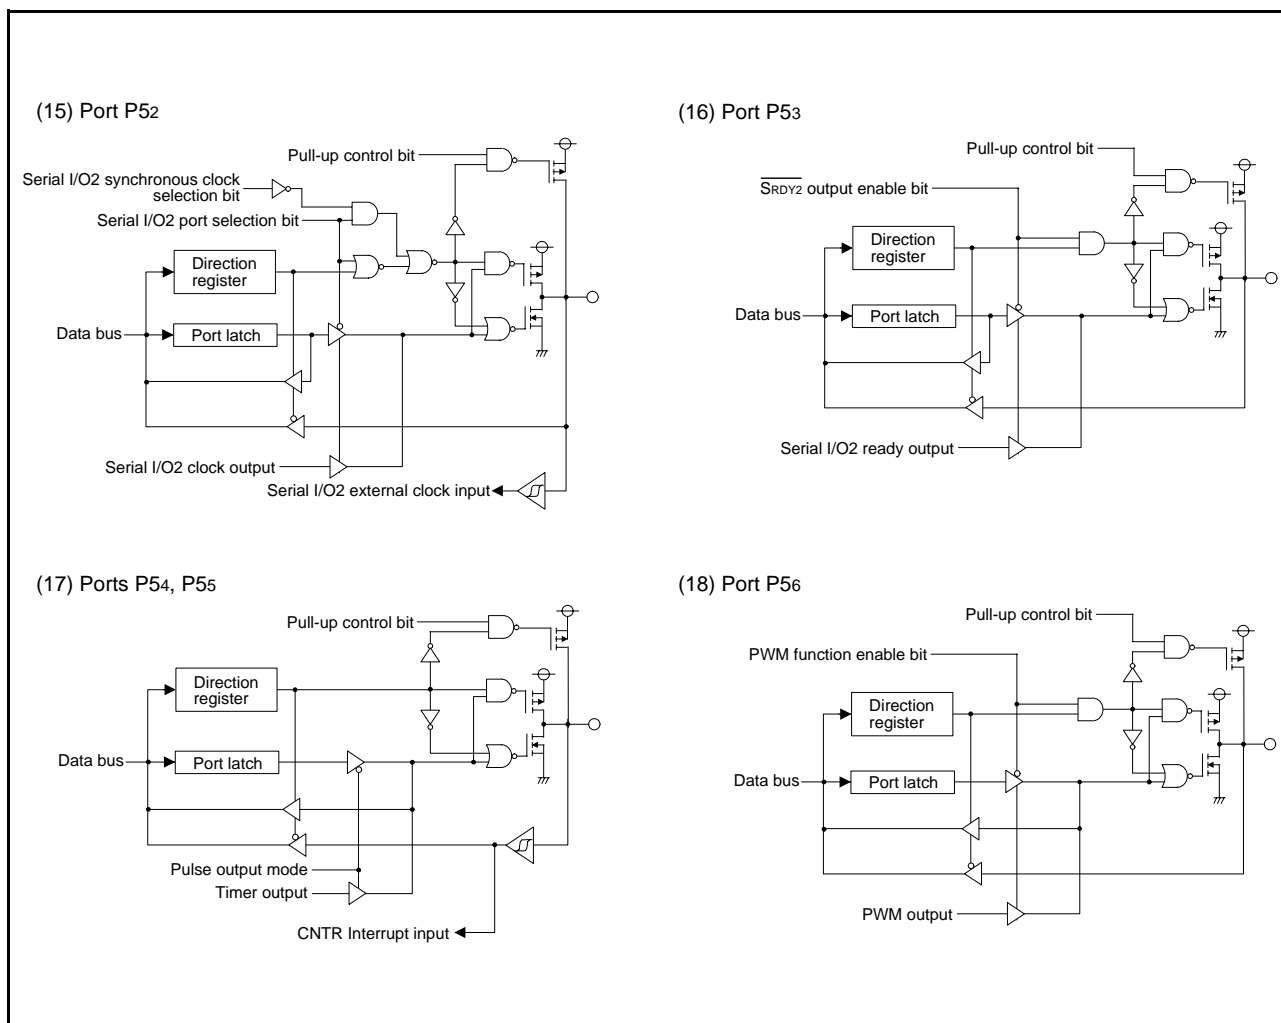 (15) Port P52
Pull-up control bit
Serial I/O2 synchronous clock
selection bit
Serial I/O2 port selection bit
Direction
register
Data bus
Port latch
Serial I/O2 clock output
Serial I/O2 external clock input
(16) Port P53
Pull-up control bit
SRDY2 output enable bit
Direction
register
Data bus
Port latch
Serial I/O2 ready output
(17) Ports P54, P55
Pull-up control bit
Direction
register
Data bus
Port latch
Pulse output mode
Timer output
CNTR Interrupt input
(18) Port P56
Pull-up control bit
PWM function enable bit
Direction
register
Data bus
Port latch
PWM output